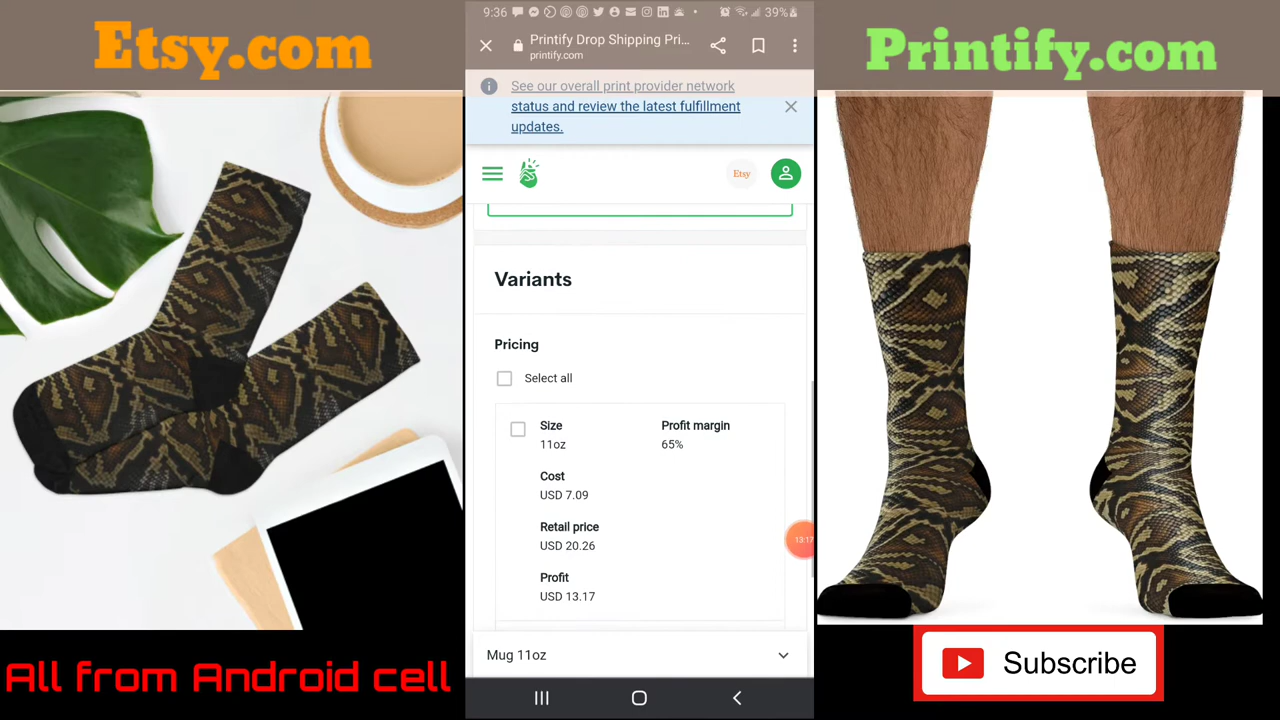 Etsy.com
9:36
39%
Printify Drop Shipping Pri...
printify.com
Printify.com
See our overall print provider network
status and review the latest fulfillment
updates.
Etsy
Variants
Pricing
Select all
Size
Profit margin
11oz
65%
Cost
USD 7.09
Retail price
USD 20.26
13:17
Profit
USD 13.17
Mug 11oz
All from Android cell
Subscribe